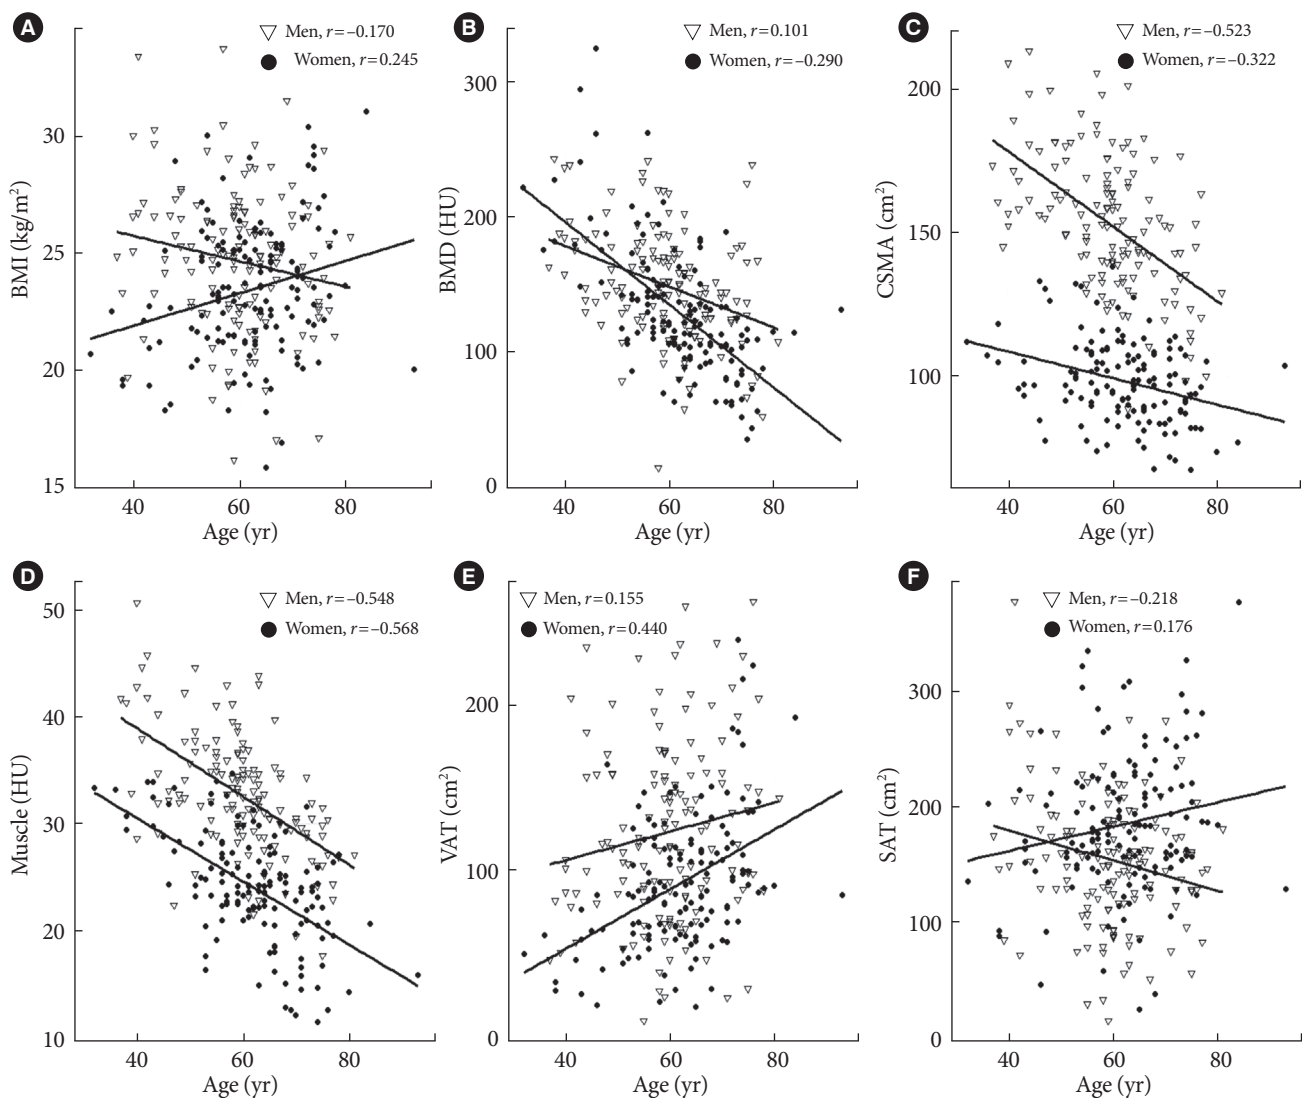 A
Men, r=–0.170
Women, r=0.245
BMI (kg/m²)
30
25
20
15
40 60 80
Age (yr)
B
Men, r=0.101
Women, r=–0.290
BMD (HU)
300
200
100
0
40 60 80
Age (yr)
C
Men, r=–0.523
Women, r=–0.322
CSMA (cm²)
200
150
100
40 60 80
Age (yr)
D
Men, r=–0.548
Women, r=–0.568
Muscle (HU)
50
40
30
20
10
40 60 80
Age (yr)
E
Men, r=0.155
Women, r=0.440
VAT (cm²)
200
100
0
40 60 80
Age (yr)
F
Men, r=–0.218
Women, r=0.176
SAT (cm²)
300
200
100
0
40 60 80
Age (yr)